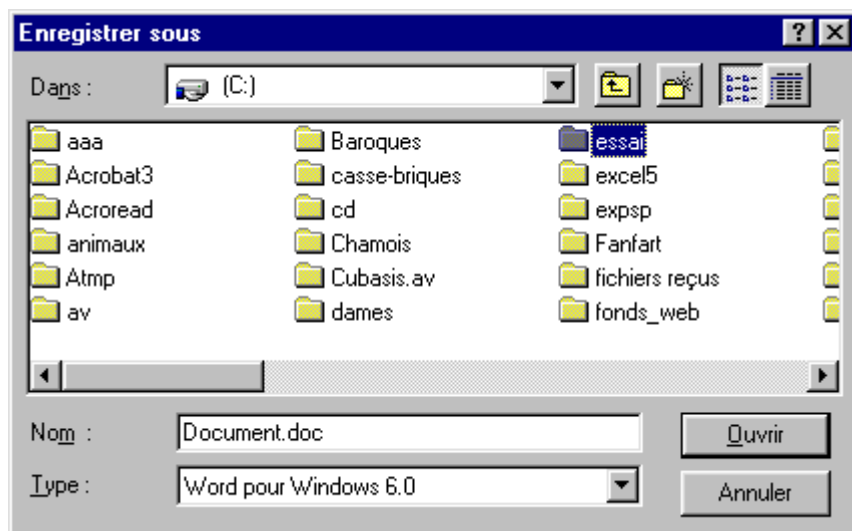 Enregistrer sous
Dans : (C:)
aaa Baroques essai
Acrobat3 casse-briques excel5
Acroread cd expsp
animaux Chamois Fanfart
Atmp Cubasis.av fichiers reçus
av dames fonds_web
Nom : Document.doc Ouvrir
Type : Word pour Windows 6.0 Annuler